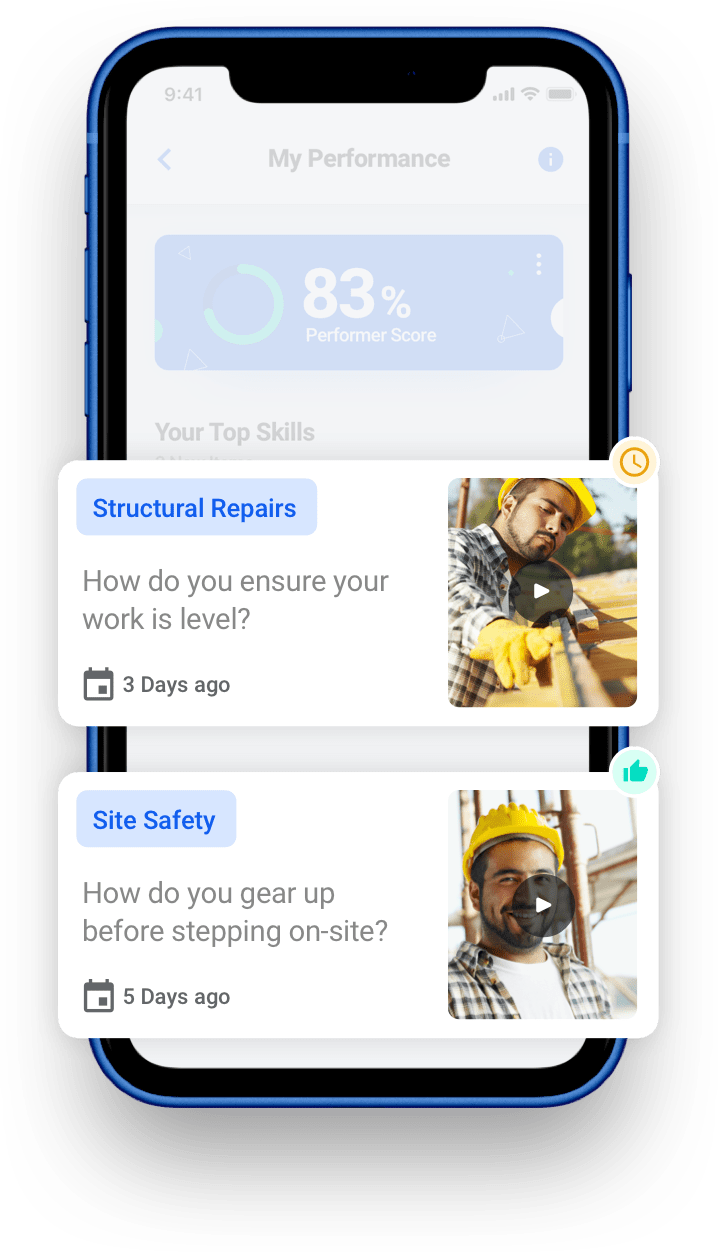 9:41
My Performance
83%
Performer Score
Your Top Skills
Structural Repairs
How do you ensure your
work is level?
3 Days ago
Site Safety
How do you gear up
before stepping on-site?
5 Days ago